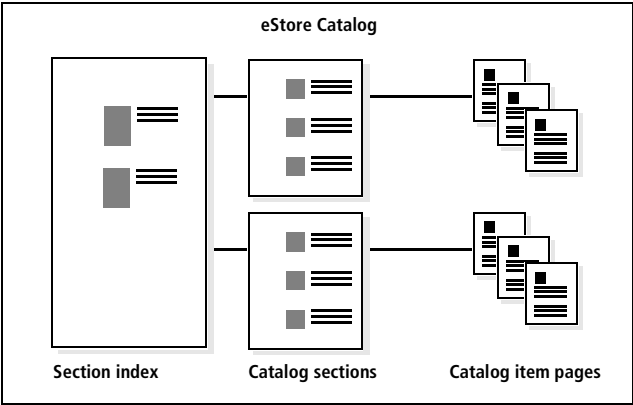 eStore Catalog
Section index
Catalog sections
Catalog item pages